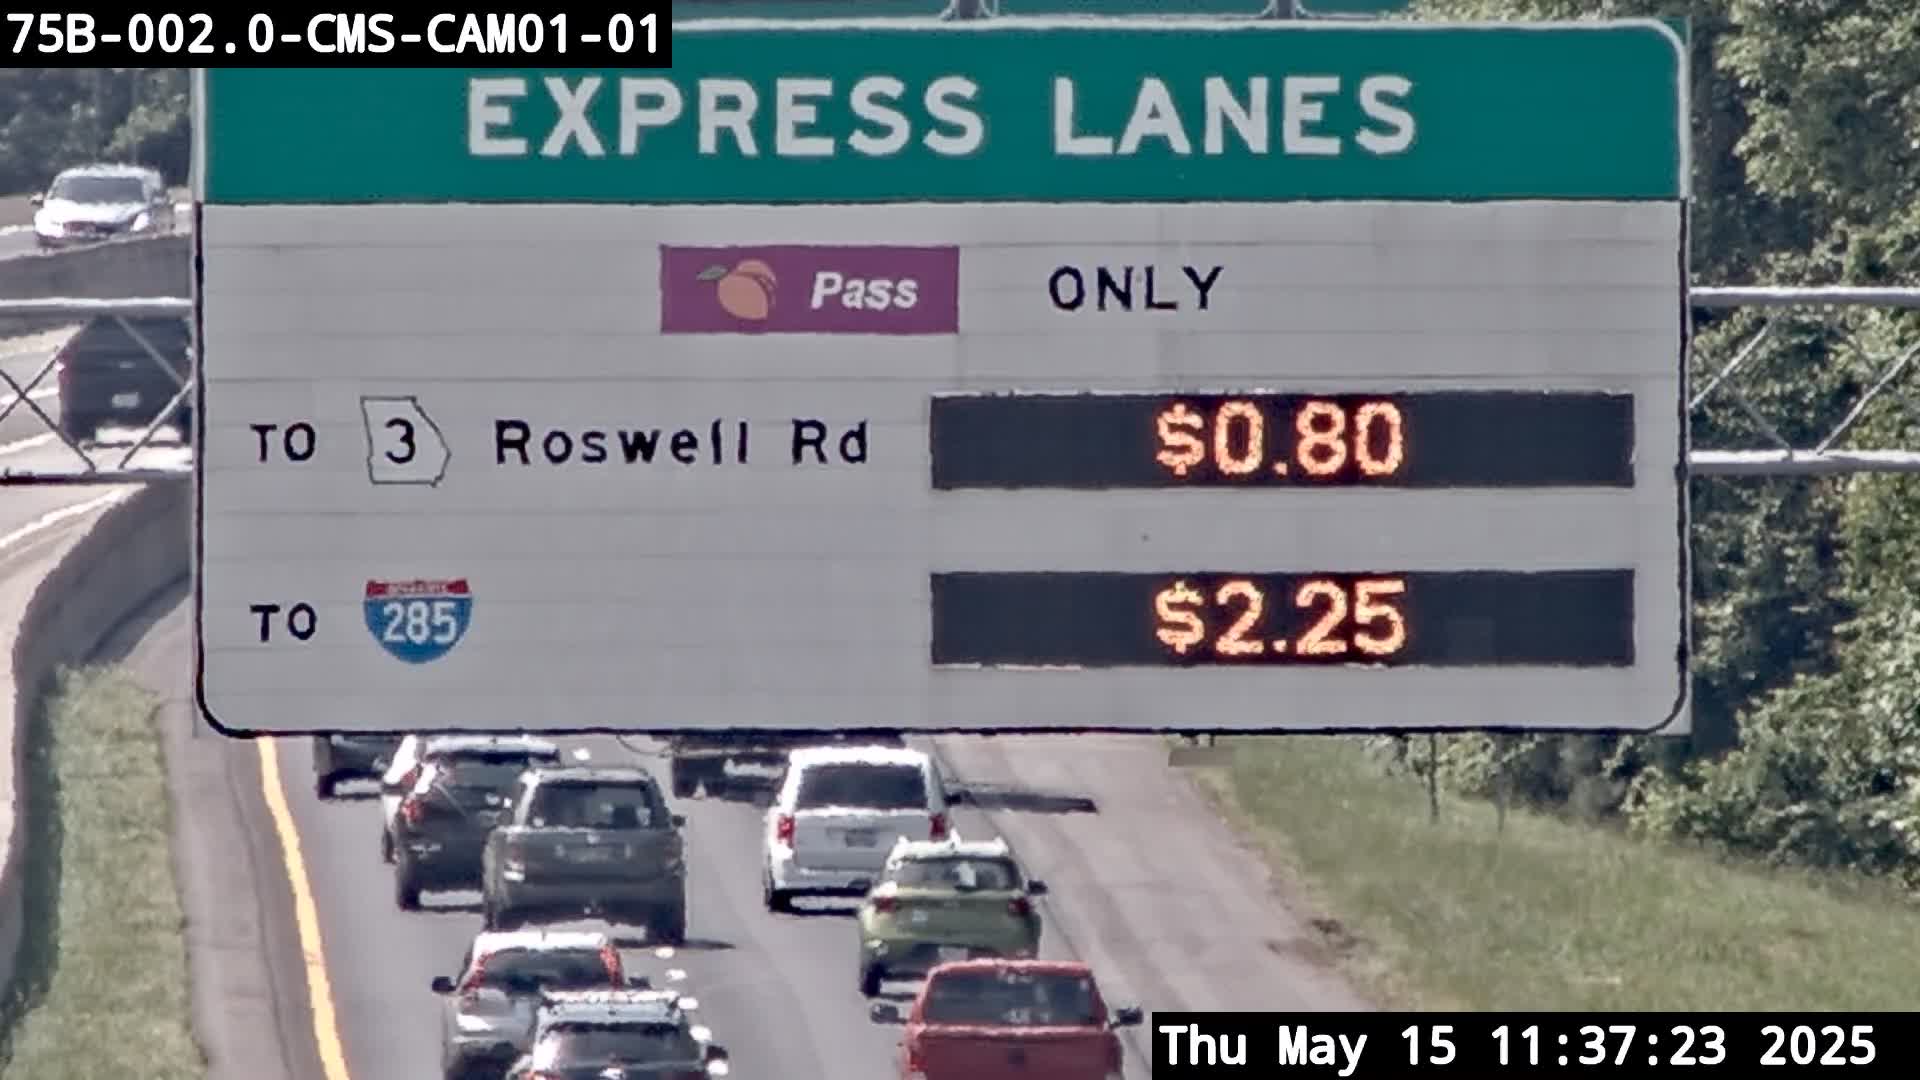 75B-002.0-CMS-CAM01-01
EXPRESS LANES
Pass ONLY
TO 3 Roswell Rd $0.80
TO 285 $2.25
Thu May 15 11:37:23 2025